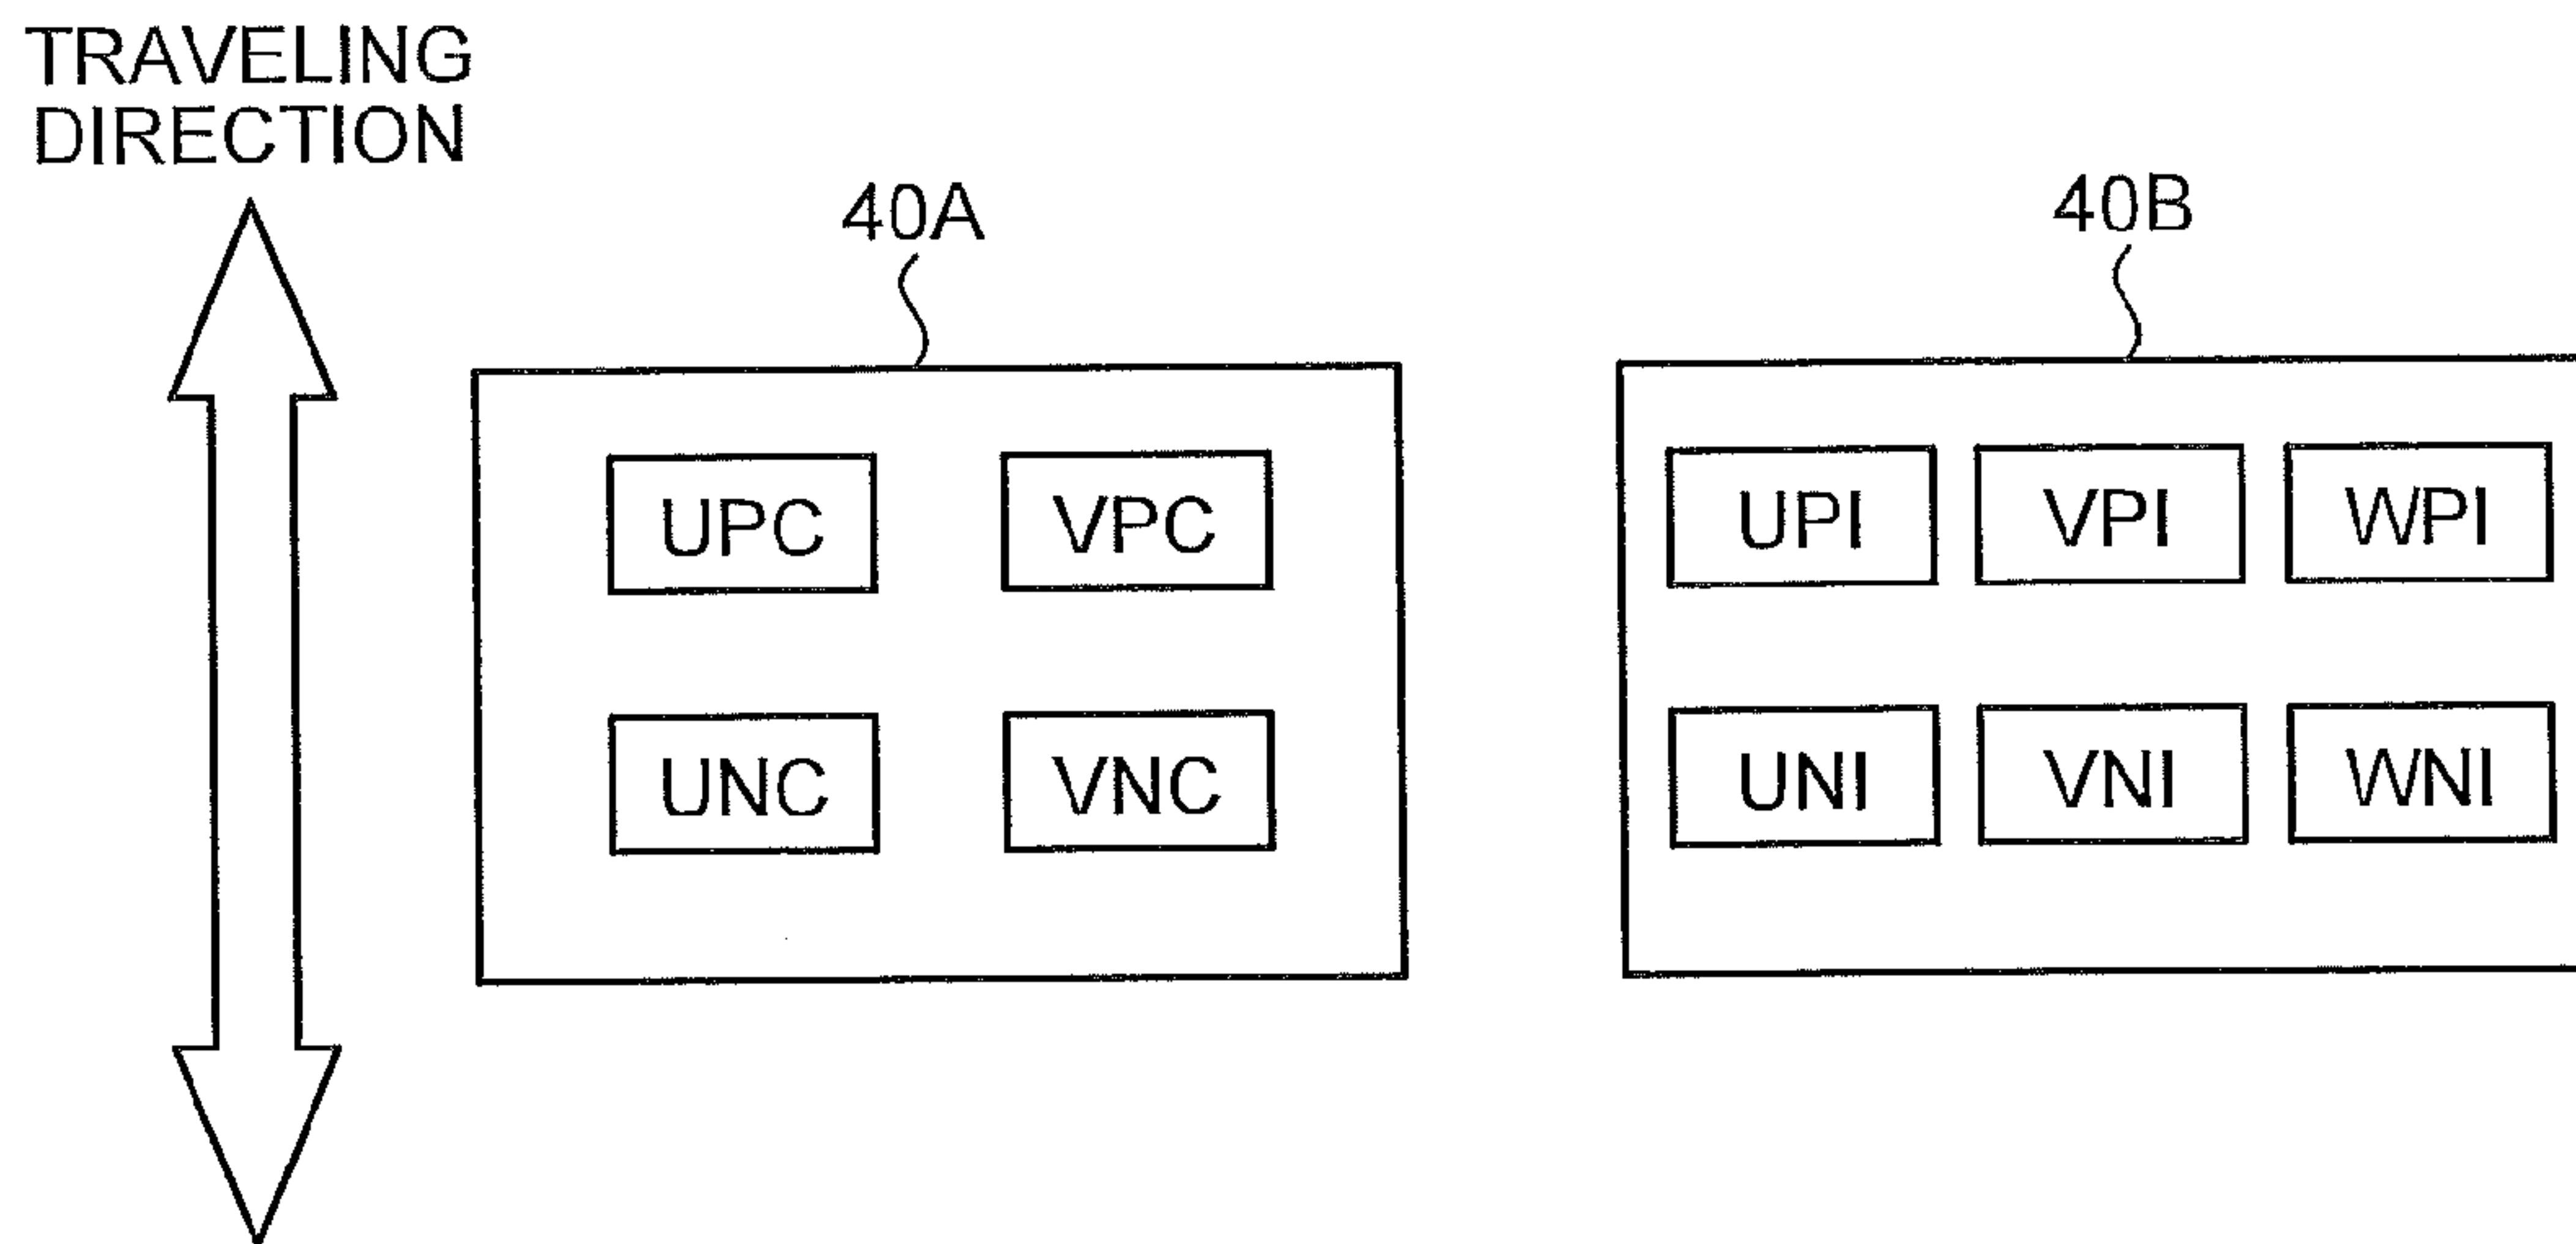 TRAVELING
DIRECTION
40A
40B
UPC VPC
UPI VPI WPI
UNC VNC
UNI VNI WNI